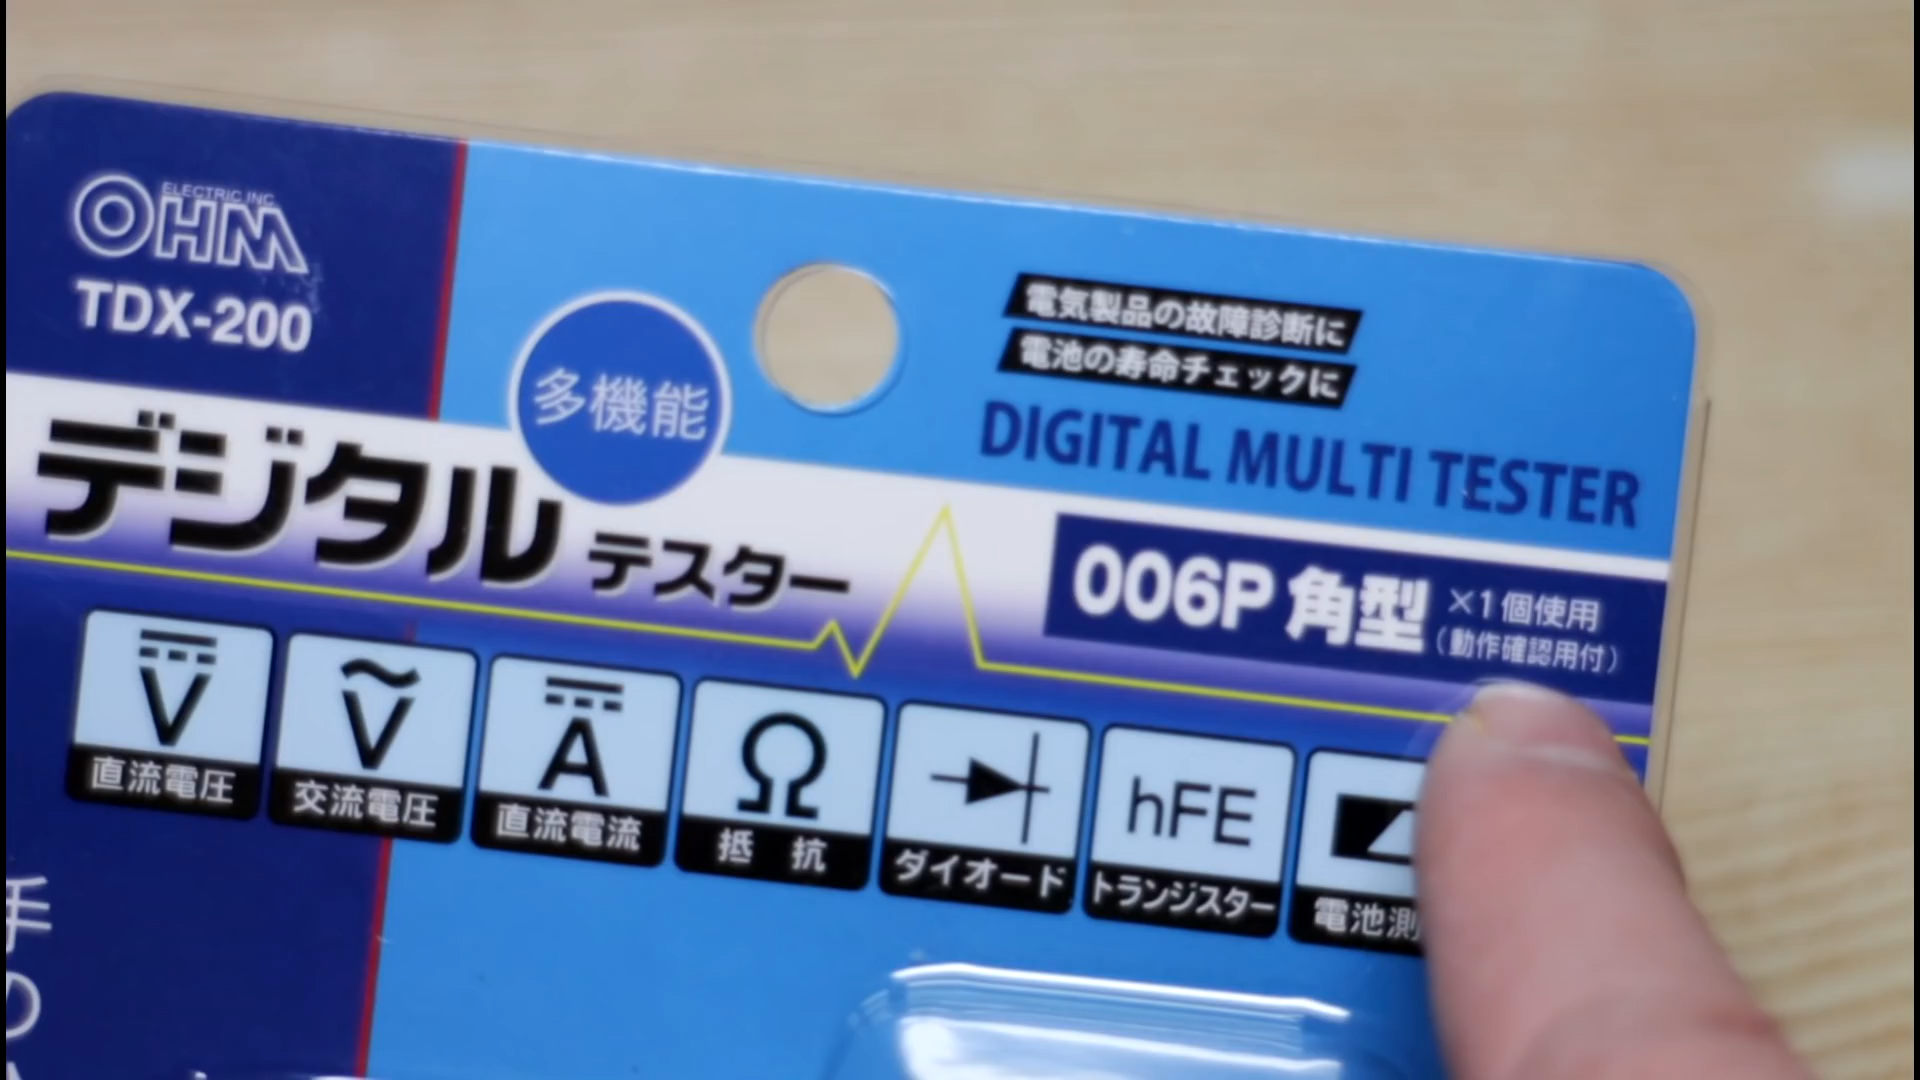 ELECTRIC INC.
OHM
TDX-200
多機能
電気製品の故障診断に
電池の寿命チェックに
DIGITAL MULTI TESTER
デジタルテスター
006P 角型 ×1個使用
(動作確認用付)
V
直流電圧
V
交流電圧
A
直流電流
Ω
抵 抗
ダイオード
hFE
トランジスター
電池測
手
の